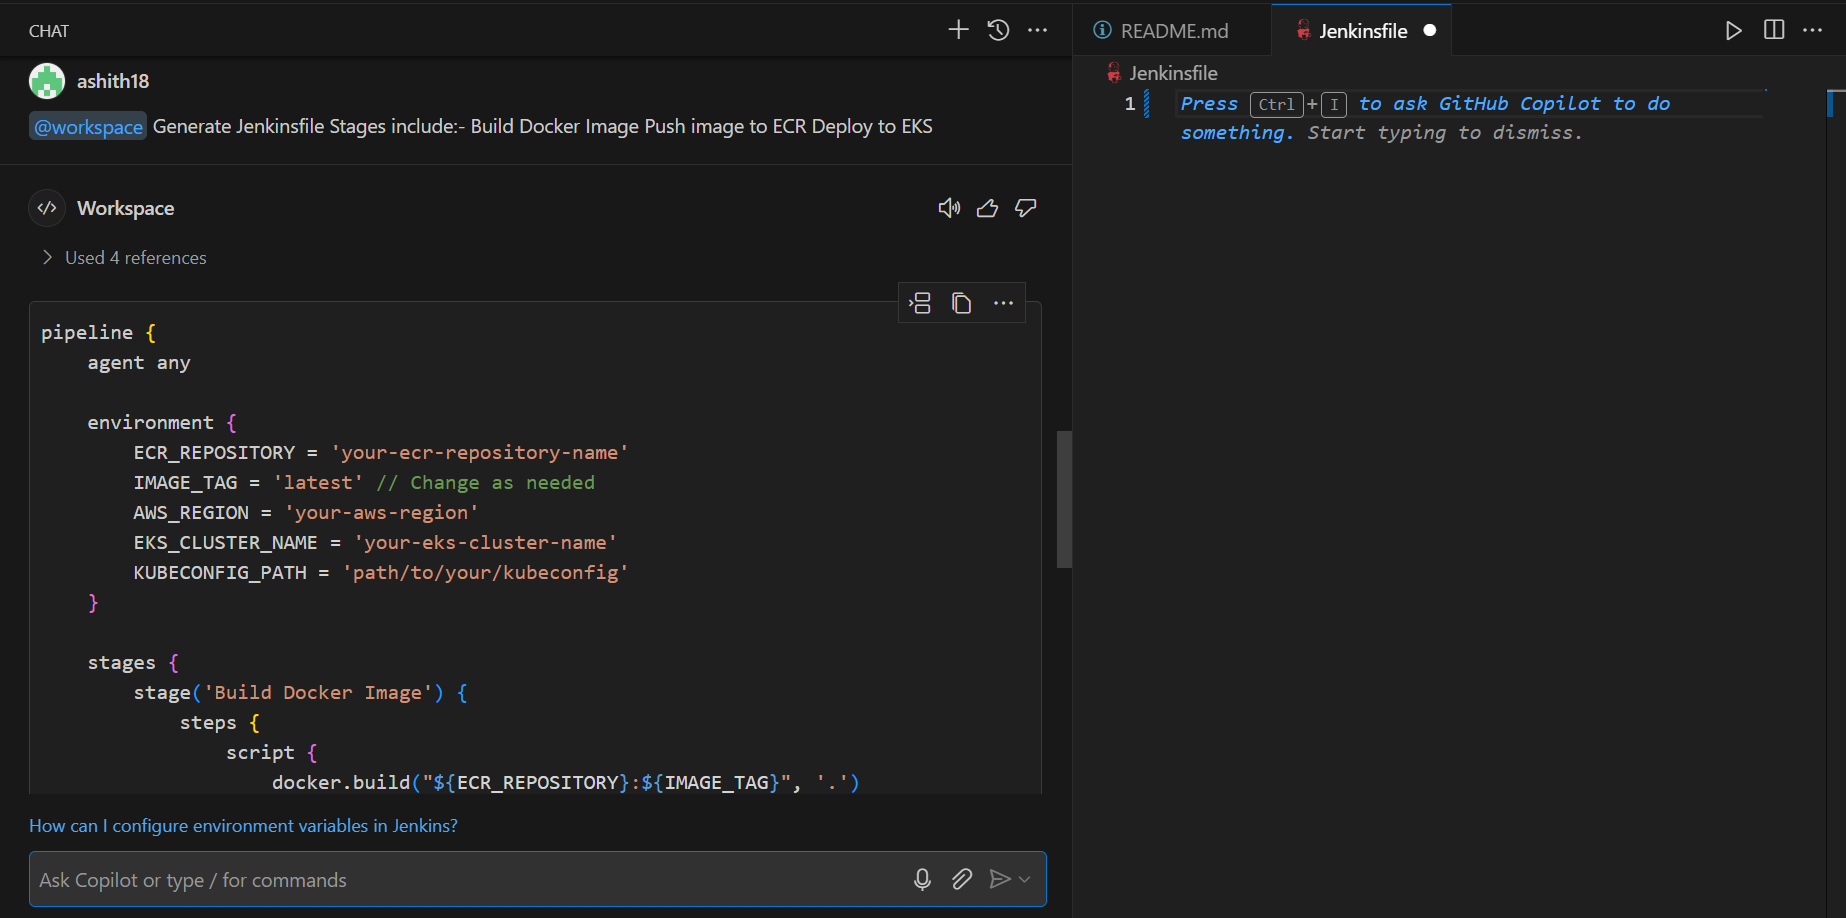 CHAT
ashith18
@workspace Generate Jenkinsfile Stages include:- Build Docker Image Push image to ECR Deploy to EKS
Workspace
Used 4 references
pipeline {
    agent any

    environment {
        ECR_REPOSITORY = 'your-ecr-repository-name'
        IMAGE_TAG = 'latest' // Change as needed
        AWS_REGION = 'your-aws-region'
        EKS_CLUSTER_NAME = 'your-eks-cluster-name'
        KUBECONFIG_PATH = 'path/to/your/kubeconfig'
    }

    stages {
        stage('Build Docker Image') {
            steps {
                script {
                    docker.build("${ECR_REPOSITORY}:${IMAGE_TAG}", '.')
How can I configure environment variables in Jenkins?
Ask Copilot or type / for commands
README.md
Jenkinsfile
Jenkinsfile
1 Press Ctrl+I to ask GitHub Copilot to do
something. Start typing to dismiss.